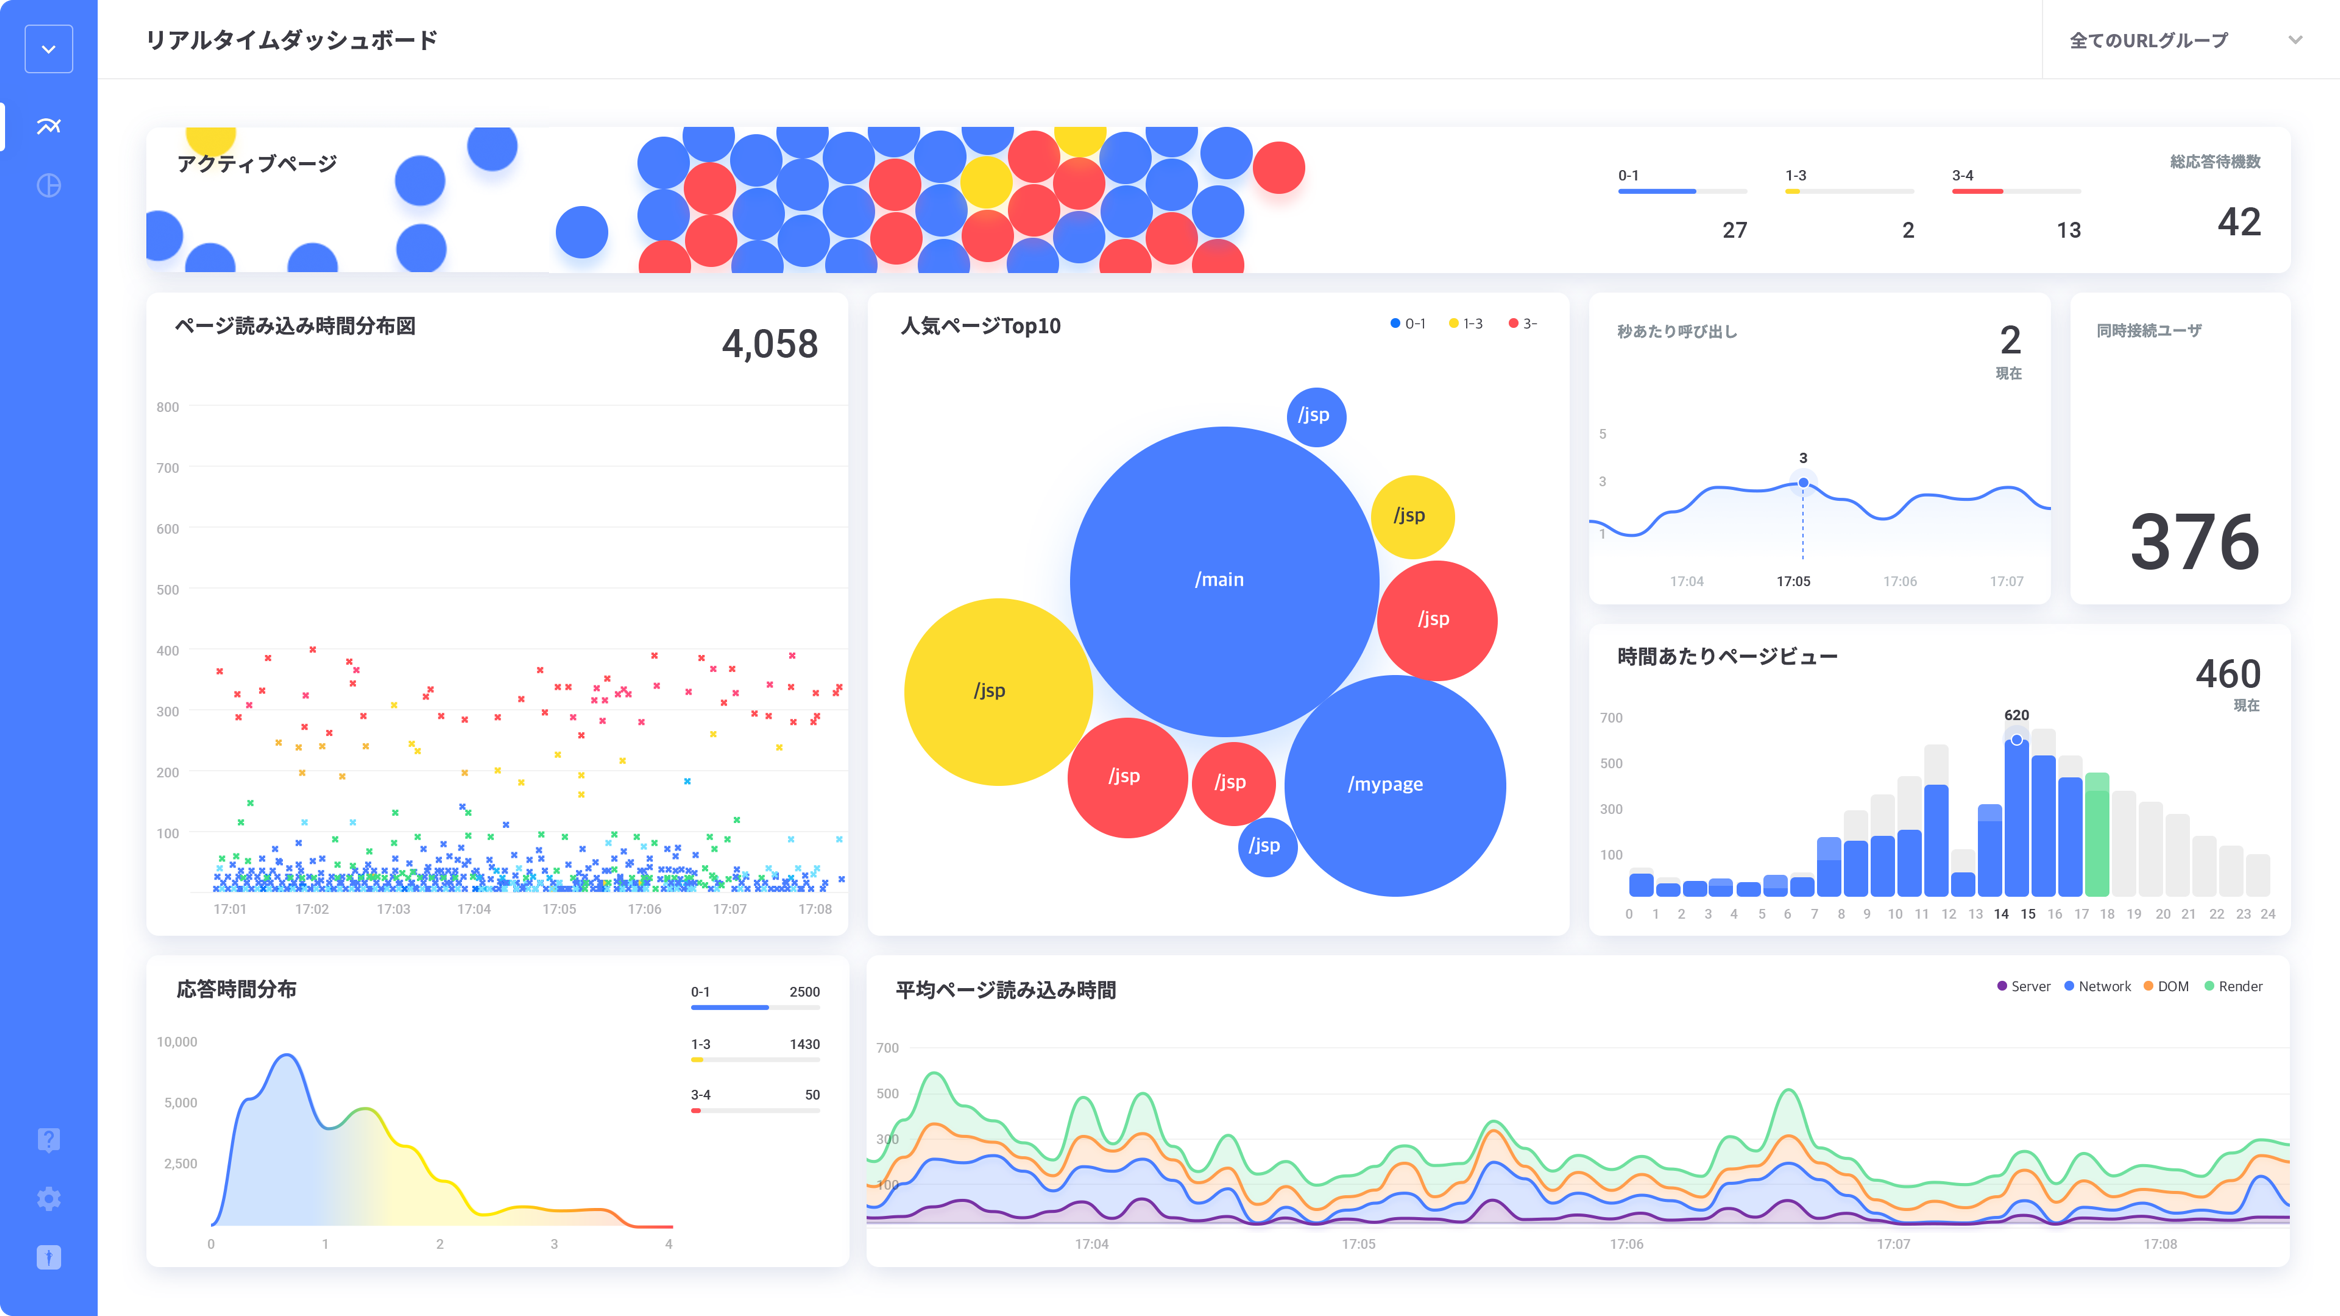 リアルタイムダッシュボード
全てのURLグループ
アクティブページ
0-1
27
1-3
2
3-4
13
総応答待機数
42
ページ読み込み時間分布図
4,058
800
700
600
500
400
300
200
100
17:01 17:02 17:03 17:04 17:05 17:06 17:07 17:08
人気ページTop10
0-1 1-3 3-
/jsp
/jsp
/main
/jsp
/jsp
/jsp
/jsp
/mypage
/jsp
秒あたり呼び出し
2
現在
5
3
3
1
17:04 17:05 17:06 17:07
同時接続ユーザ
376
時間あたりページビュー
460
現在
620
700
500
300
100
0 1 2 3 4 5 6 7 8 9 10 11 12 13 14 15 16 17 18 19 20 21 22 23 24
応答時間分布
0-1 2500
1-3 1430
3-4 50
10,000
5,000
2,500
0 1 2 3 4
平均ページ読み込み時間
Server Network DOM Render
700
500
300
100
17:04 17:05 17:06 17:07 17:08